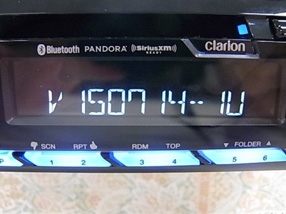 Bluetooth PANDORA SiriusXM READY clarion
V 150714-- 1U
SCN RPT RDM TOP FOLDER
P 1 2 3 4 5 6